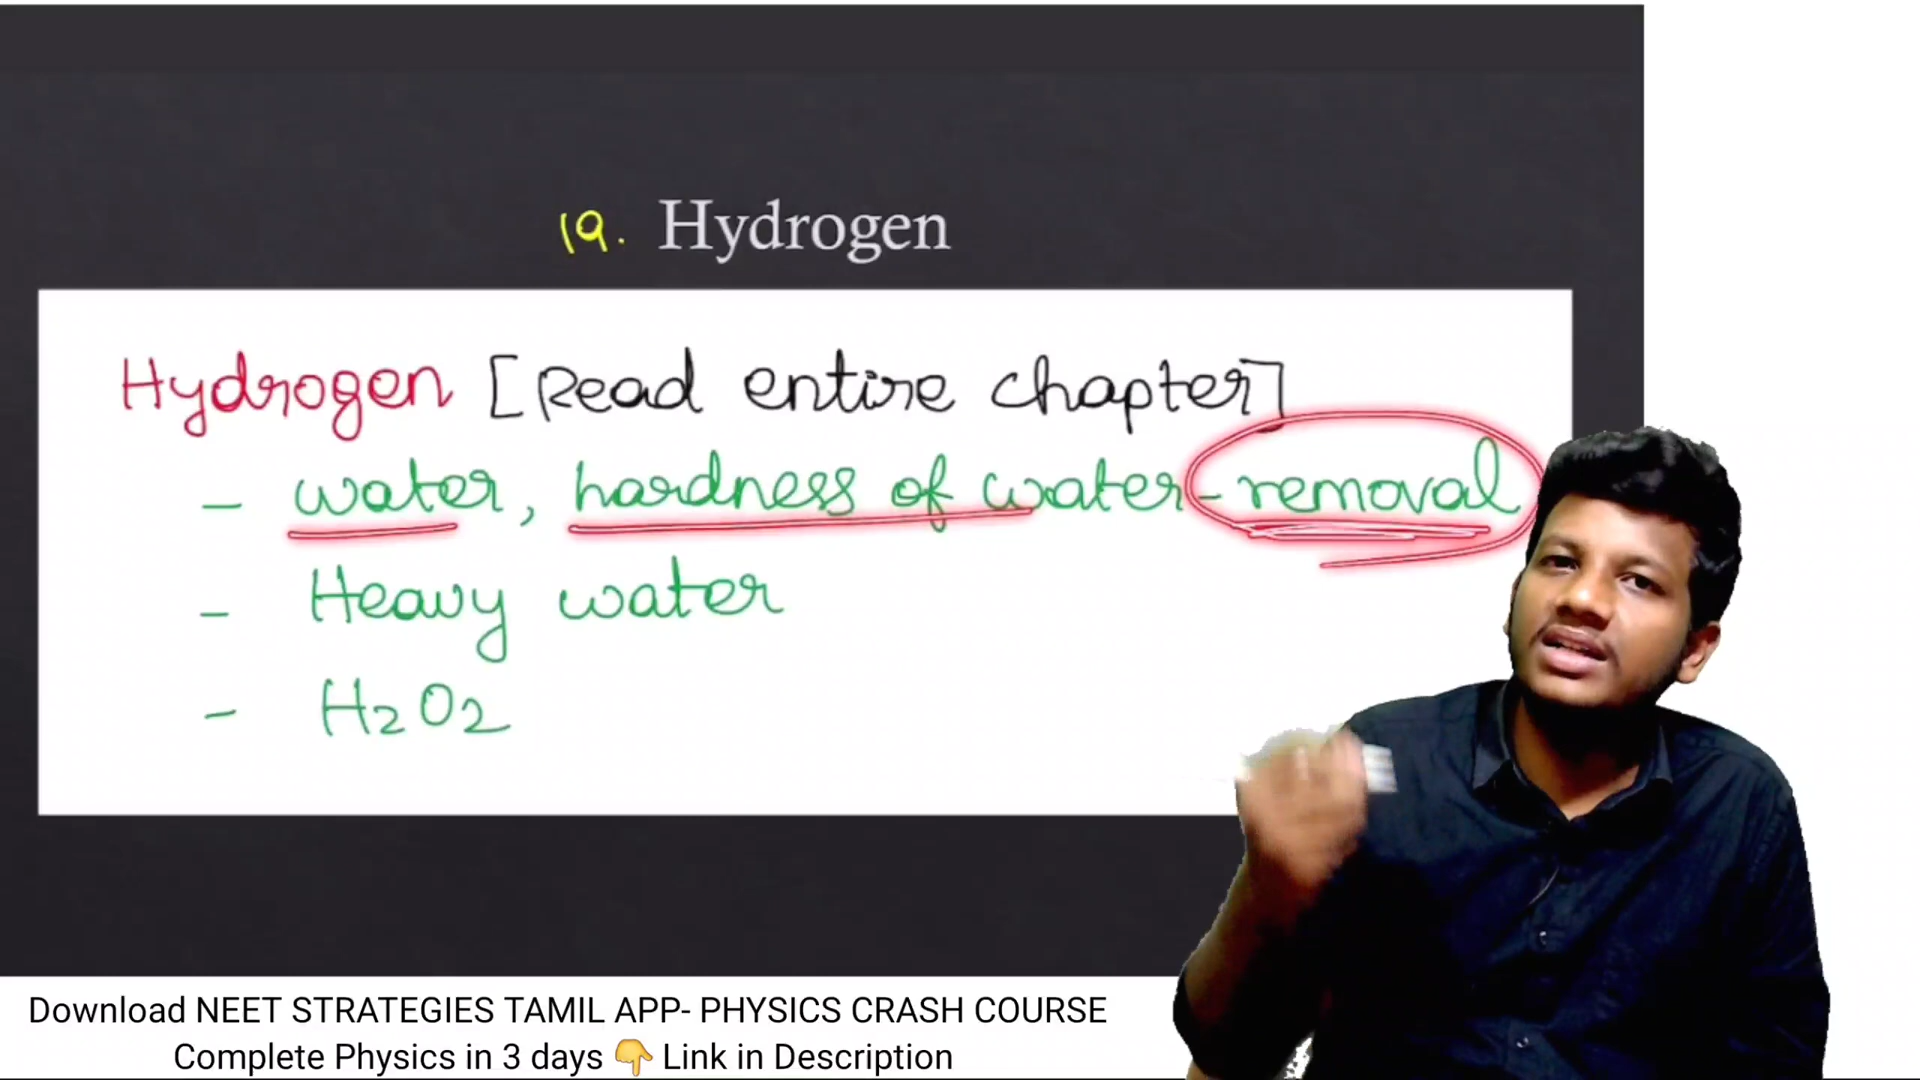 19. Hydrogen
Hydrogen [Read entire chapter]
- water, hardness of water - removal
- Heavy water
- H2O2
Download NEET STRATEGIES TAMIL APP- PHYSICS CRASH COURSE
Complete Physics in 3 days 👇 Link in Description